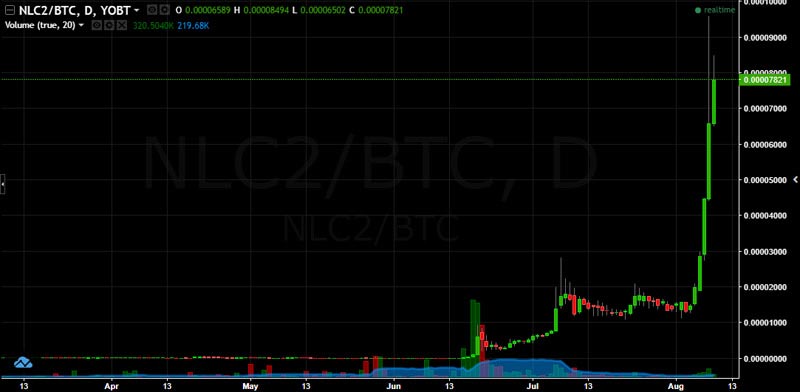 NLC2/BTC, D, YOBT O 0.00006589 H 0.00008494 L 0.00006502 C 0.00007821
realtime
Volume (true, 20) 320.5040K 219.68K
0.00010000
0.00009000
0.00008000
0.00007821
0.00007000
0.00006000
0.00005000
0.00004000
0.00003000
0.00002000
0.00001000
0.00000000
NLC2/BTC, D
NLC2/BTC
13 Apr 13 May 13 Jun 13 Jul 13 Aug 13